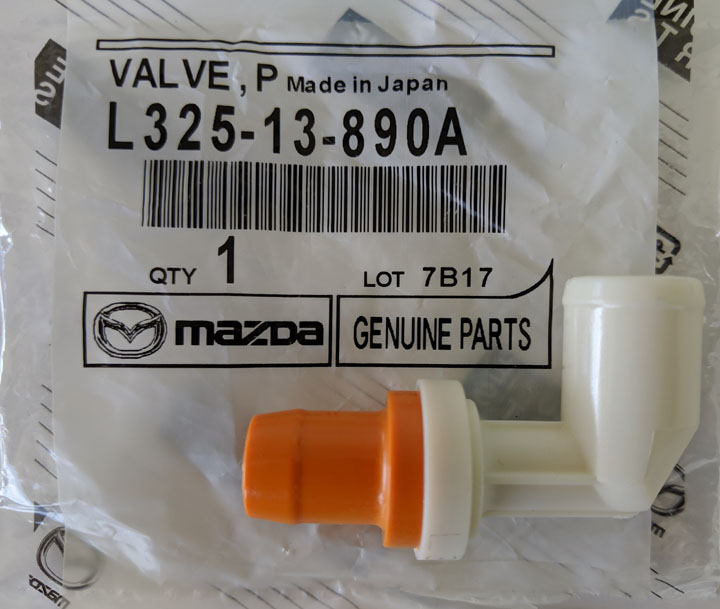 VALVE, P Made in Japan
L325-13-890A
QTY 1 LOT 7B17
mazda GENUINE PARTS